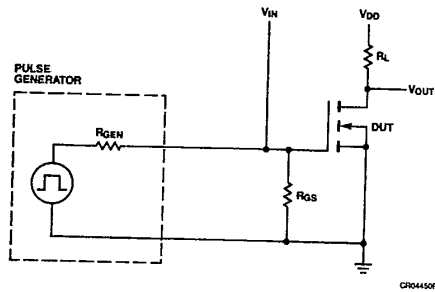 VIN
VDD
RL
VOUT
PULSE
GENERATOR
RGEN
DUT
RGS
CR04450F